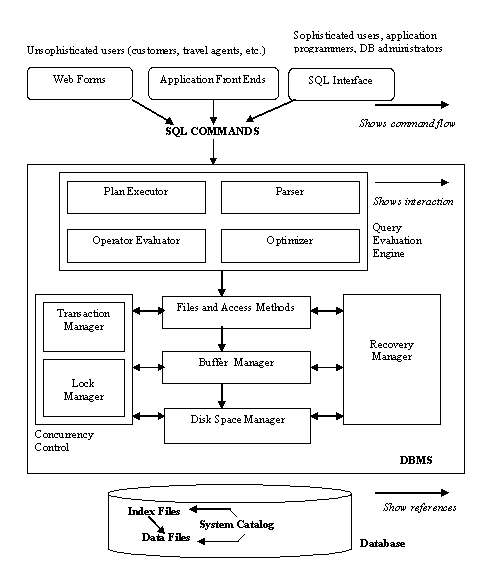 Unsophisticated users (customers, travel agents, etc.)
Sophisticated users, application
programmers, DB administrators
Web Forms
Application Front Ends
SQL Interface
SQL COMMANDS
Shows command flow
Plan Executor
Parser
Shows interaction
Operator Evaluator
Optimizer
Query
Evaluation
Engine
Transaction
Manager
Files and Access Methods
Recovery
Manager
Buffer Manager
Lock
Manager
Disk Space Manager
Concurrency
Control
DBMS
Index Files
System Catalog
Data Files
Show references
Database